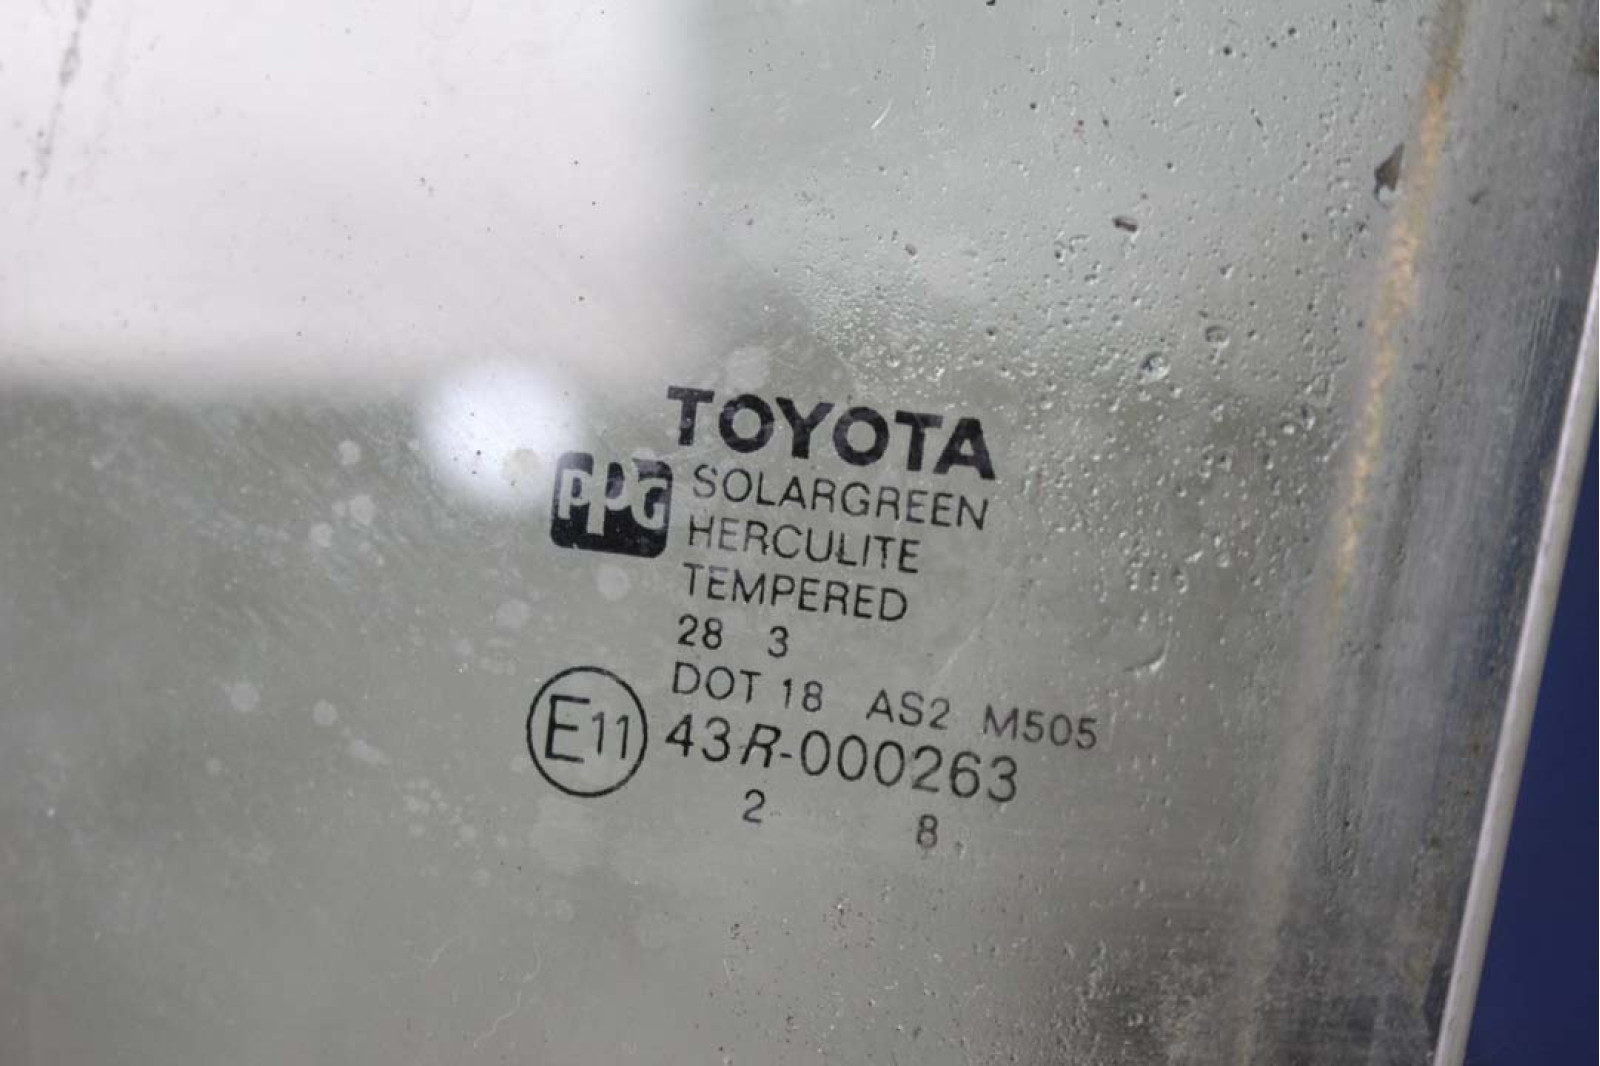 TOYOTA
PPG SOLARGREEN
HERCULITE
TEMPERED
28 3
DOT 18 AS2 M505
E11 43R-000263
2 8